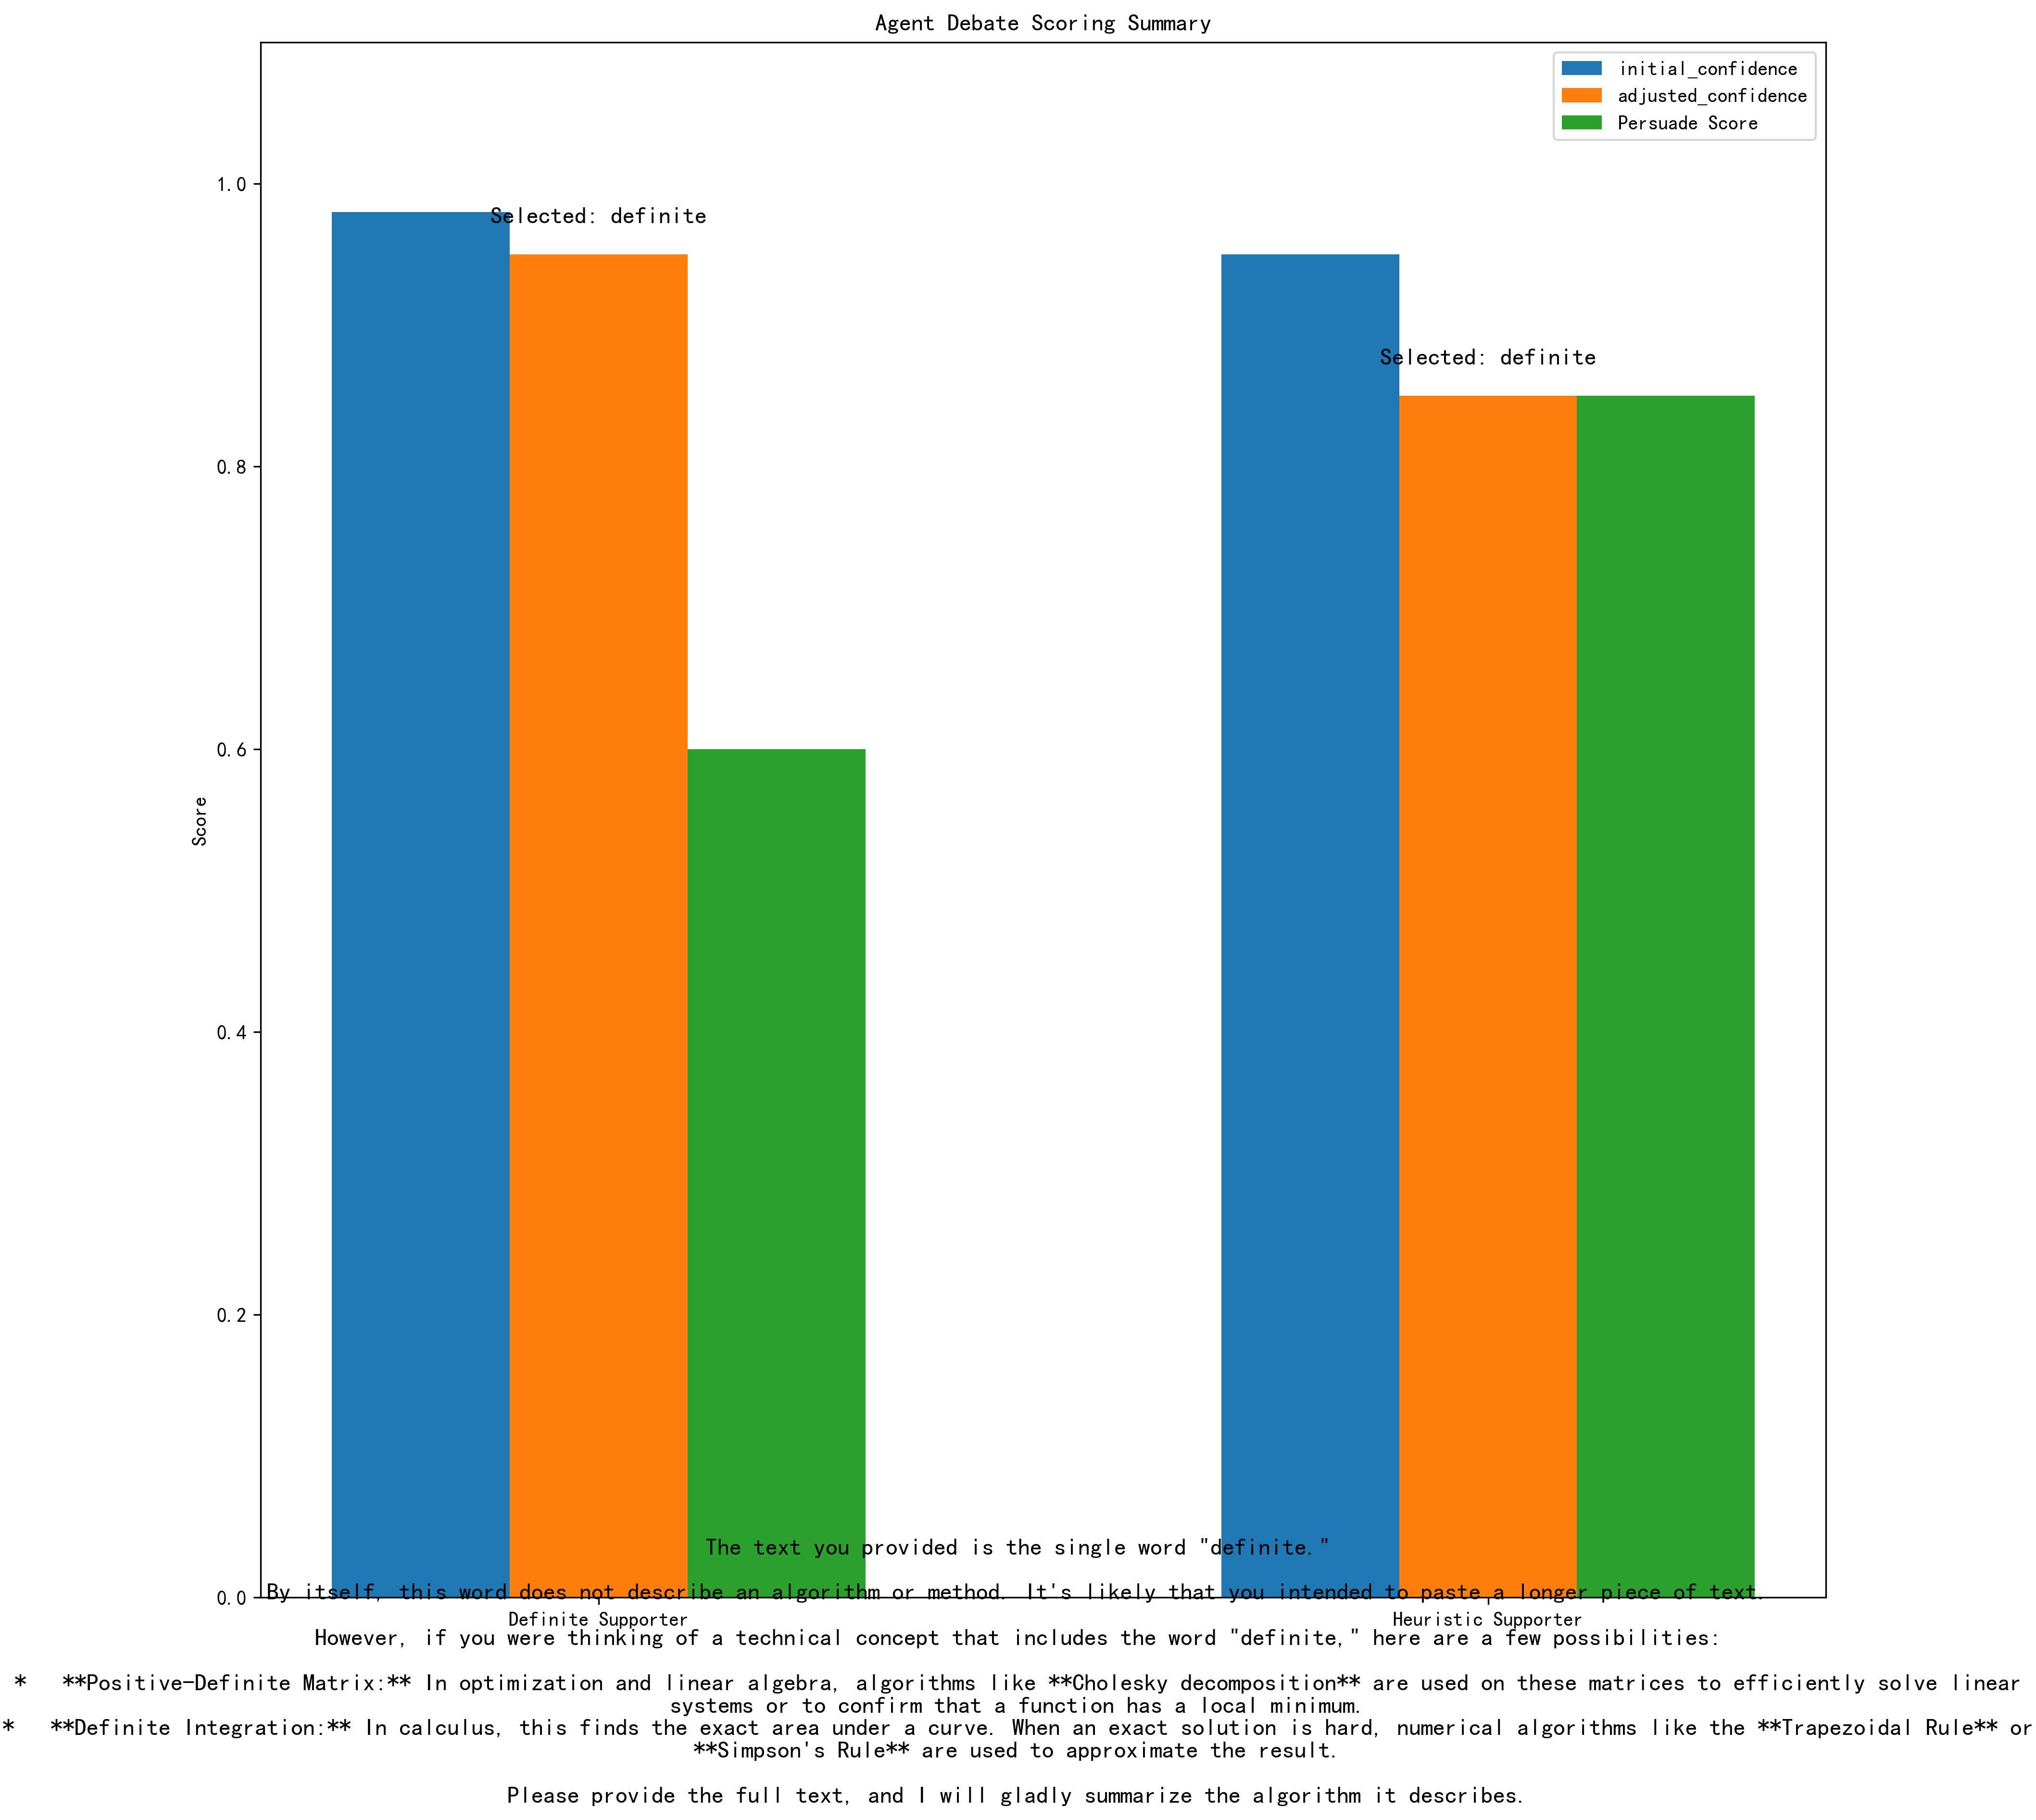 Agent Debate Scoring Summary
initial_confidence
adjusted_confidence
Persuade Score
1.0
0.8
0.6
0.4
0.2
0.0
Score
Selected: definite
Selected: definite
Definite Supporter
Heuristic Supporter
The text you provided is the single word "definite."
By itself, this word does not describe an algorithm or method. It's likely that you intended to paste a longer piece of text.
However, if you were thinking of a technical concept that includes the word "definite," here are a few possibilities:
*   **Positive-Definite Matrix:** In optimization and linear algebra, algorithms like **Cholesky decomposition** are used on these matrices to efficiently solve linear
systems or to confirm that a function has a local minimum.
*   **Definite Integration:** In calculus, this finds the exact area under a curve. When an exact solution is hard, numerical algorithms like the **Trapezoidal Rule** or
**Simpson's Rule** are used to approximate the result.
Please provide the full text, and I will gladly summarize the algorithm it describes.